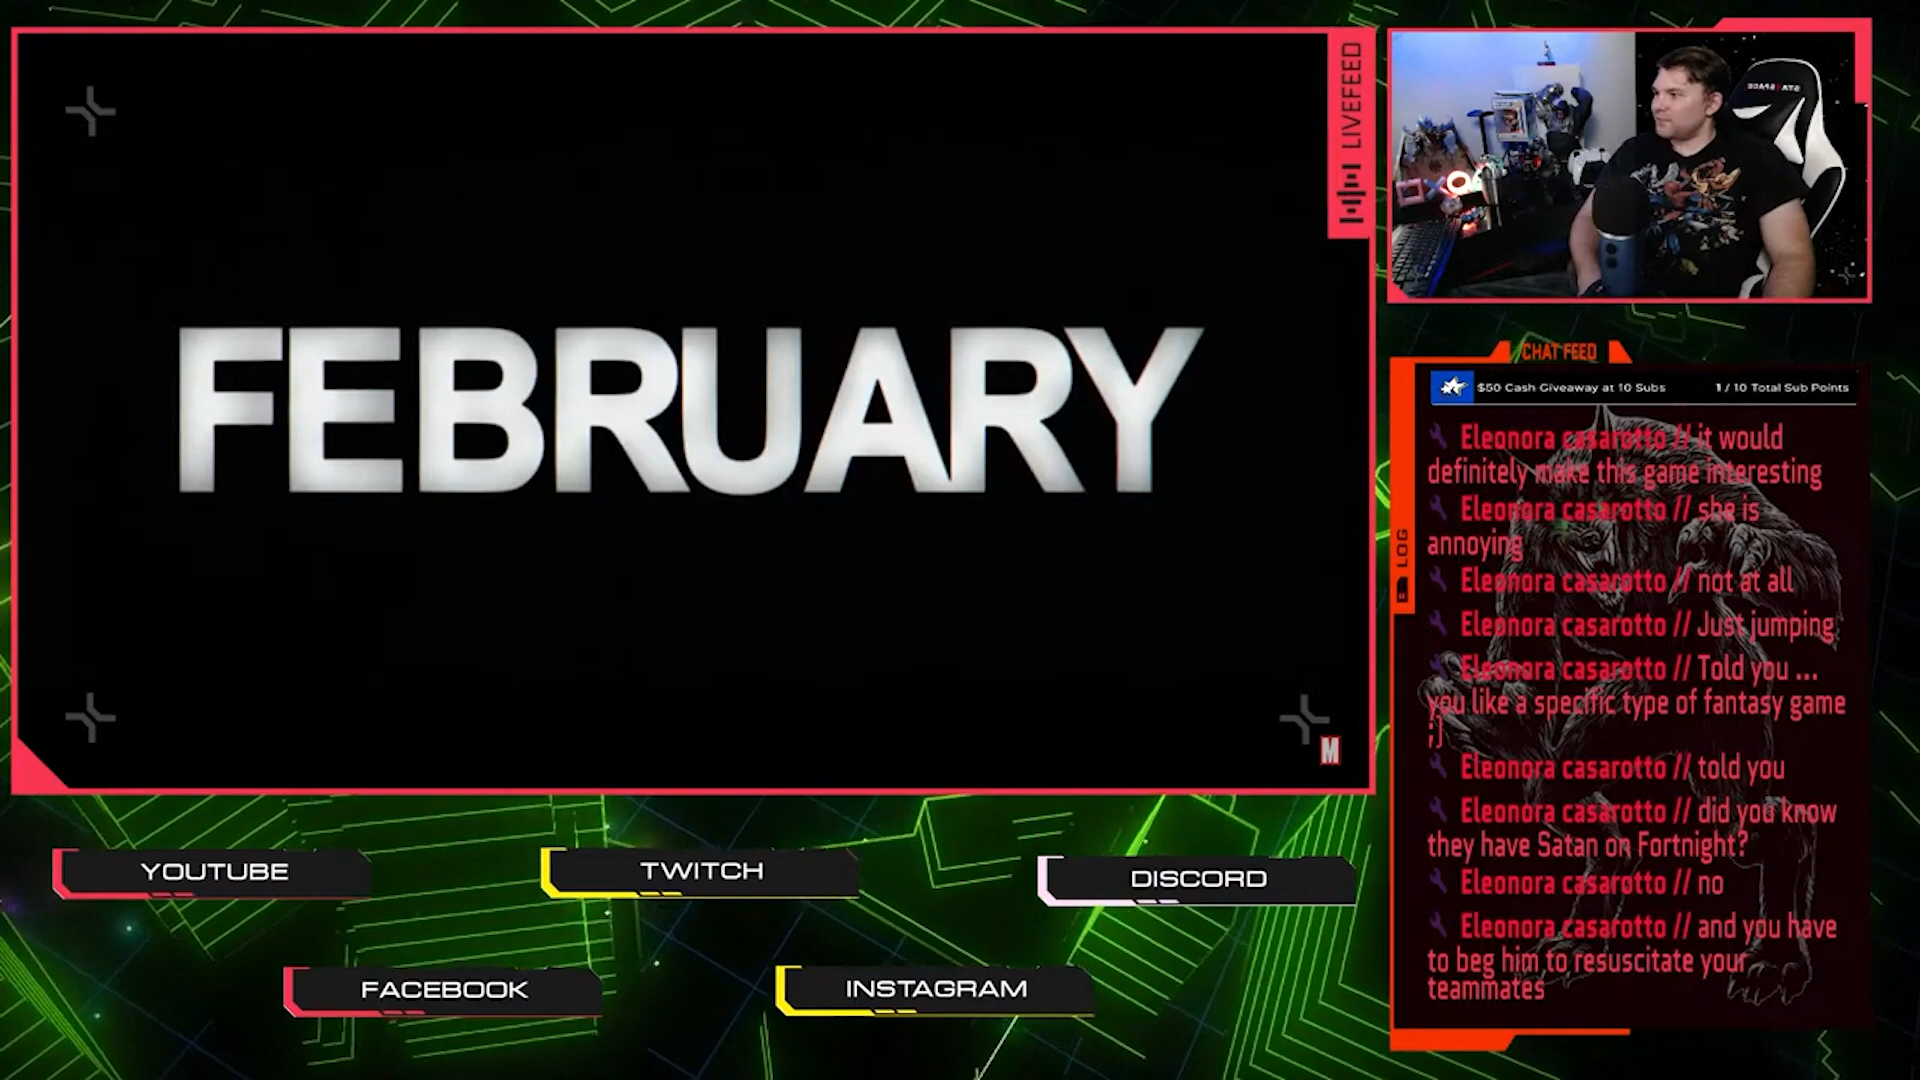 LIVEFEED
FEBRUARY
M
CHAT FEED
$50 Cash Giveaway at 10 Subs 1 / 10 Total Sub Points
LOG
Eleonora casarotto // it would
definitely make this game interesting
Eleonora casarotto // she is
annoying
Eleonora casarotto // not at all
Eleonora casarotto // Just jumping
Eleonora casarotto // Told you ...
you like a specific type of fantasy game
;)
Eleonora casarotto // told you
Eleonora casarotto // did you know
they have Satan on Fortnight?
Eleonora casarotto // no
Eleonora casarotto // and you have
to beg him to resuscitate your
teammates
YOUTUBE
TWITCH
DISCORD
FACEBOOK
INSTAGRAM